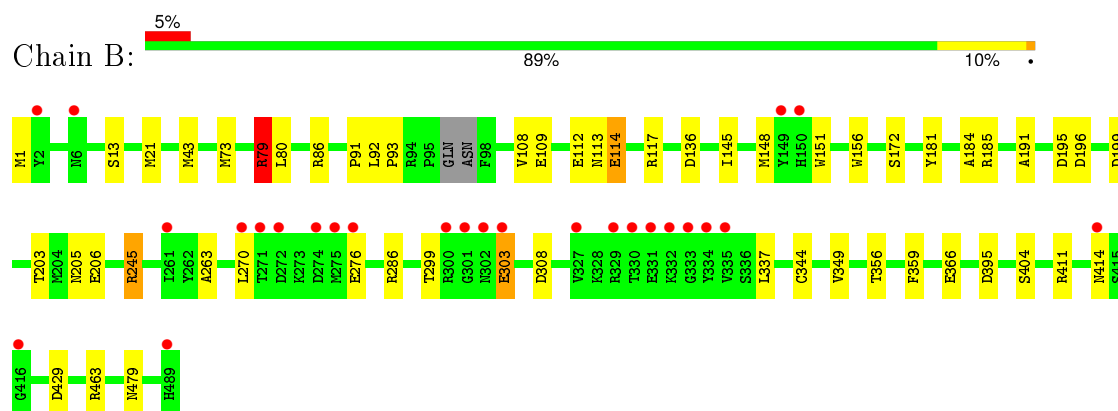 5%
Chain B:
89%
10%
•
M1 Y2 N6 S13 M21 M43 M73 R79 L80 R86 P91 L92 P93 R94 P95 GLN ASN F98 V108 E109 E112 N113 E114 R117 D136 I145 M148 Y149 H150 W151 W156 S172 Y181 A184 R185 A191 D195 D196
T203 M204 N205 E206 R245 I261 Y262 A263 L270 T271 D272 K273 D274 M275 E276 R286 T299 R300 G301 N302 E303 D308 V327 K328 R329 T330 E331 K332 G333 Y334 V335 S336 L337 C344 V349 T356 F359 E366 D395 S404 R411 N414
G416 D429 R463 N479 H489